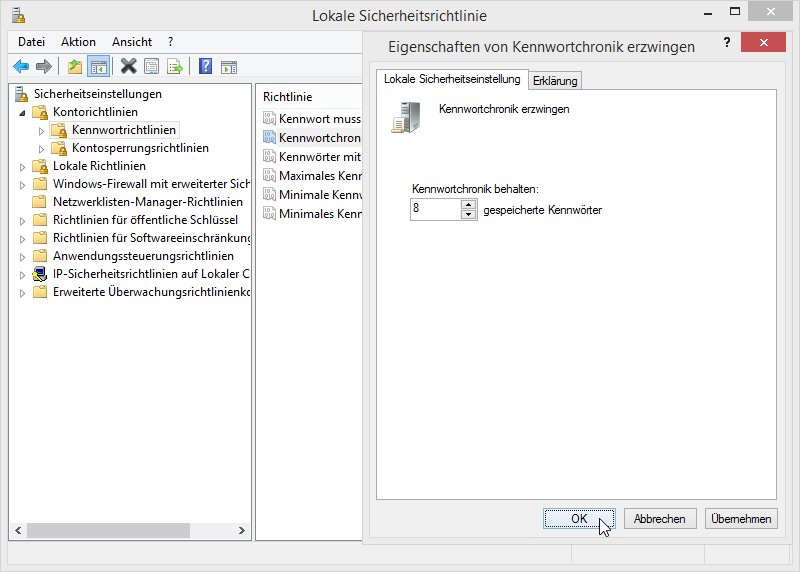 Lokale Sicherheitsrichtlinie
Datei Aktion Ansicht ?
Sicherheitseinstellungen
Kontorichtlinien
Kennwortrichtlinien
Kontosperrungsrichtlinien
Lokale Richtlinien
Windows-Firewall mit erweiterter Sich
Netzwerklisten-Manager-Richtlinien
Richtlinien für öffentliche Schlüssel
Richtlinien für Softwareeinschränkung
Anwendungssteuerungsrichtlinien
IP-Sicherheitsrichtlinien auf Lokaler C
Erweiterte Überwachungsrichtlinienko
Richtlinie
Kennwort muss
Kennwortchron
Kennwörter mit
Maximales Kenn
Minimale Kennw
Minimales Kenn
Eigenschaften von Kennwortchronik erzwingen
?
Lokale Sicherheitseinstellung Erklärung
Kennwortchronik erzwingen
Kennwortchronik behalten:
8 gespeicherte Kennwörter
OK Abbrechen Übernehmen